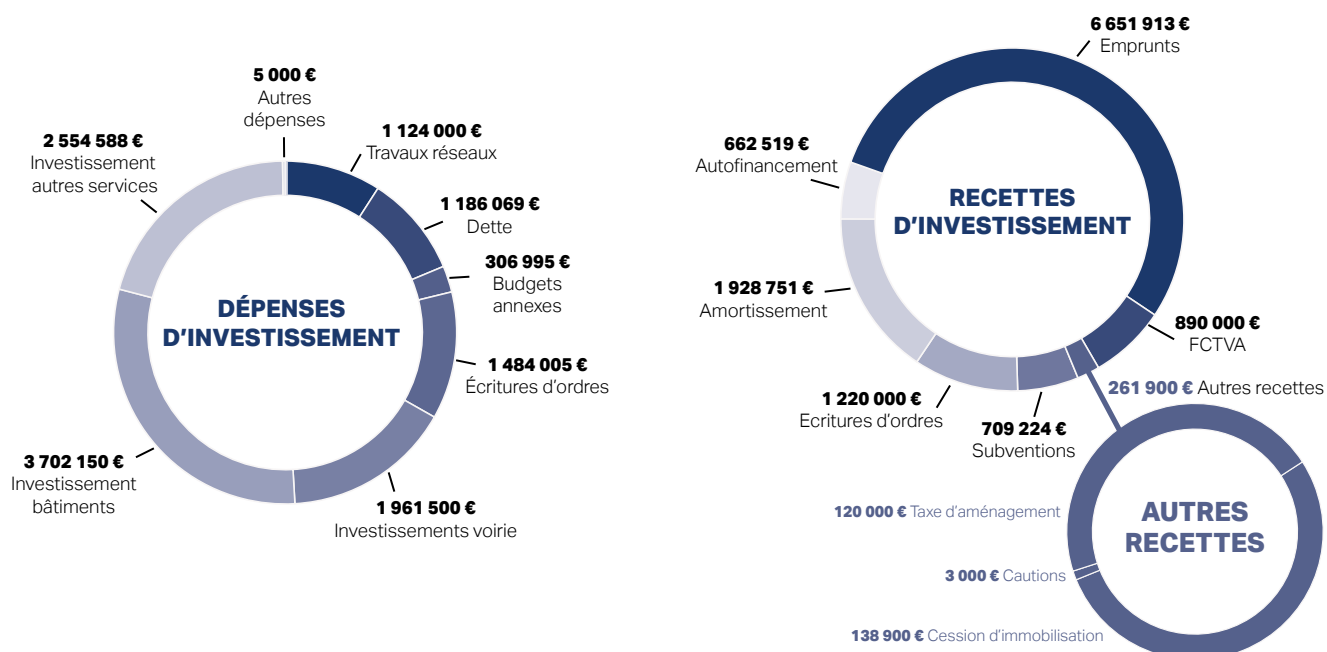 5 000 €
Autres
dépenses
1 124 000 €
Travaux réseaux
1 186 069 €
Dette
306 995 €
Budgets
annexes
1 484 005 €
Écritures d'ordres
1 961 500 €
Investissements voirie
3 702 150 €
Investissement
bâtiments
2 554 588 €
Investissement
autres services
DÉPENSES
D'INVESTISSEMENT
6 651 913 €
Emprunts
662 519 €
Autofinancement
RECETTES
D'INVESTISSEMENT
1 928 751 €
Amortissement
890 000 €
FCTVA
261 900 € Autres recettes
1 220 000 €
Ecritures d'ordres
709 224 €
Subventions
120 000 € Taxe d'aménagement
3 000 € Cautions
138 900 € Cession d'immobilisation
AUTRES
RECETTES